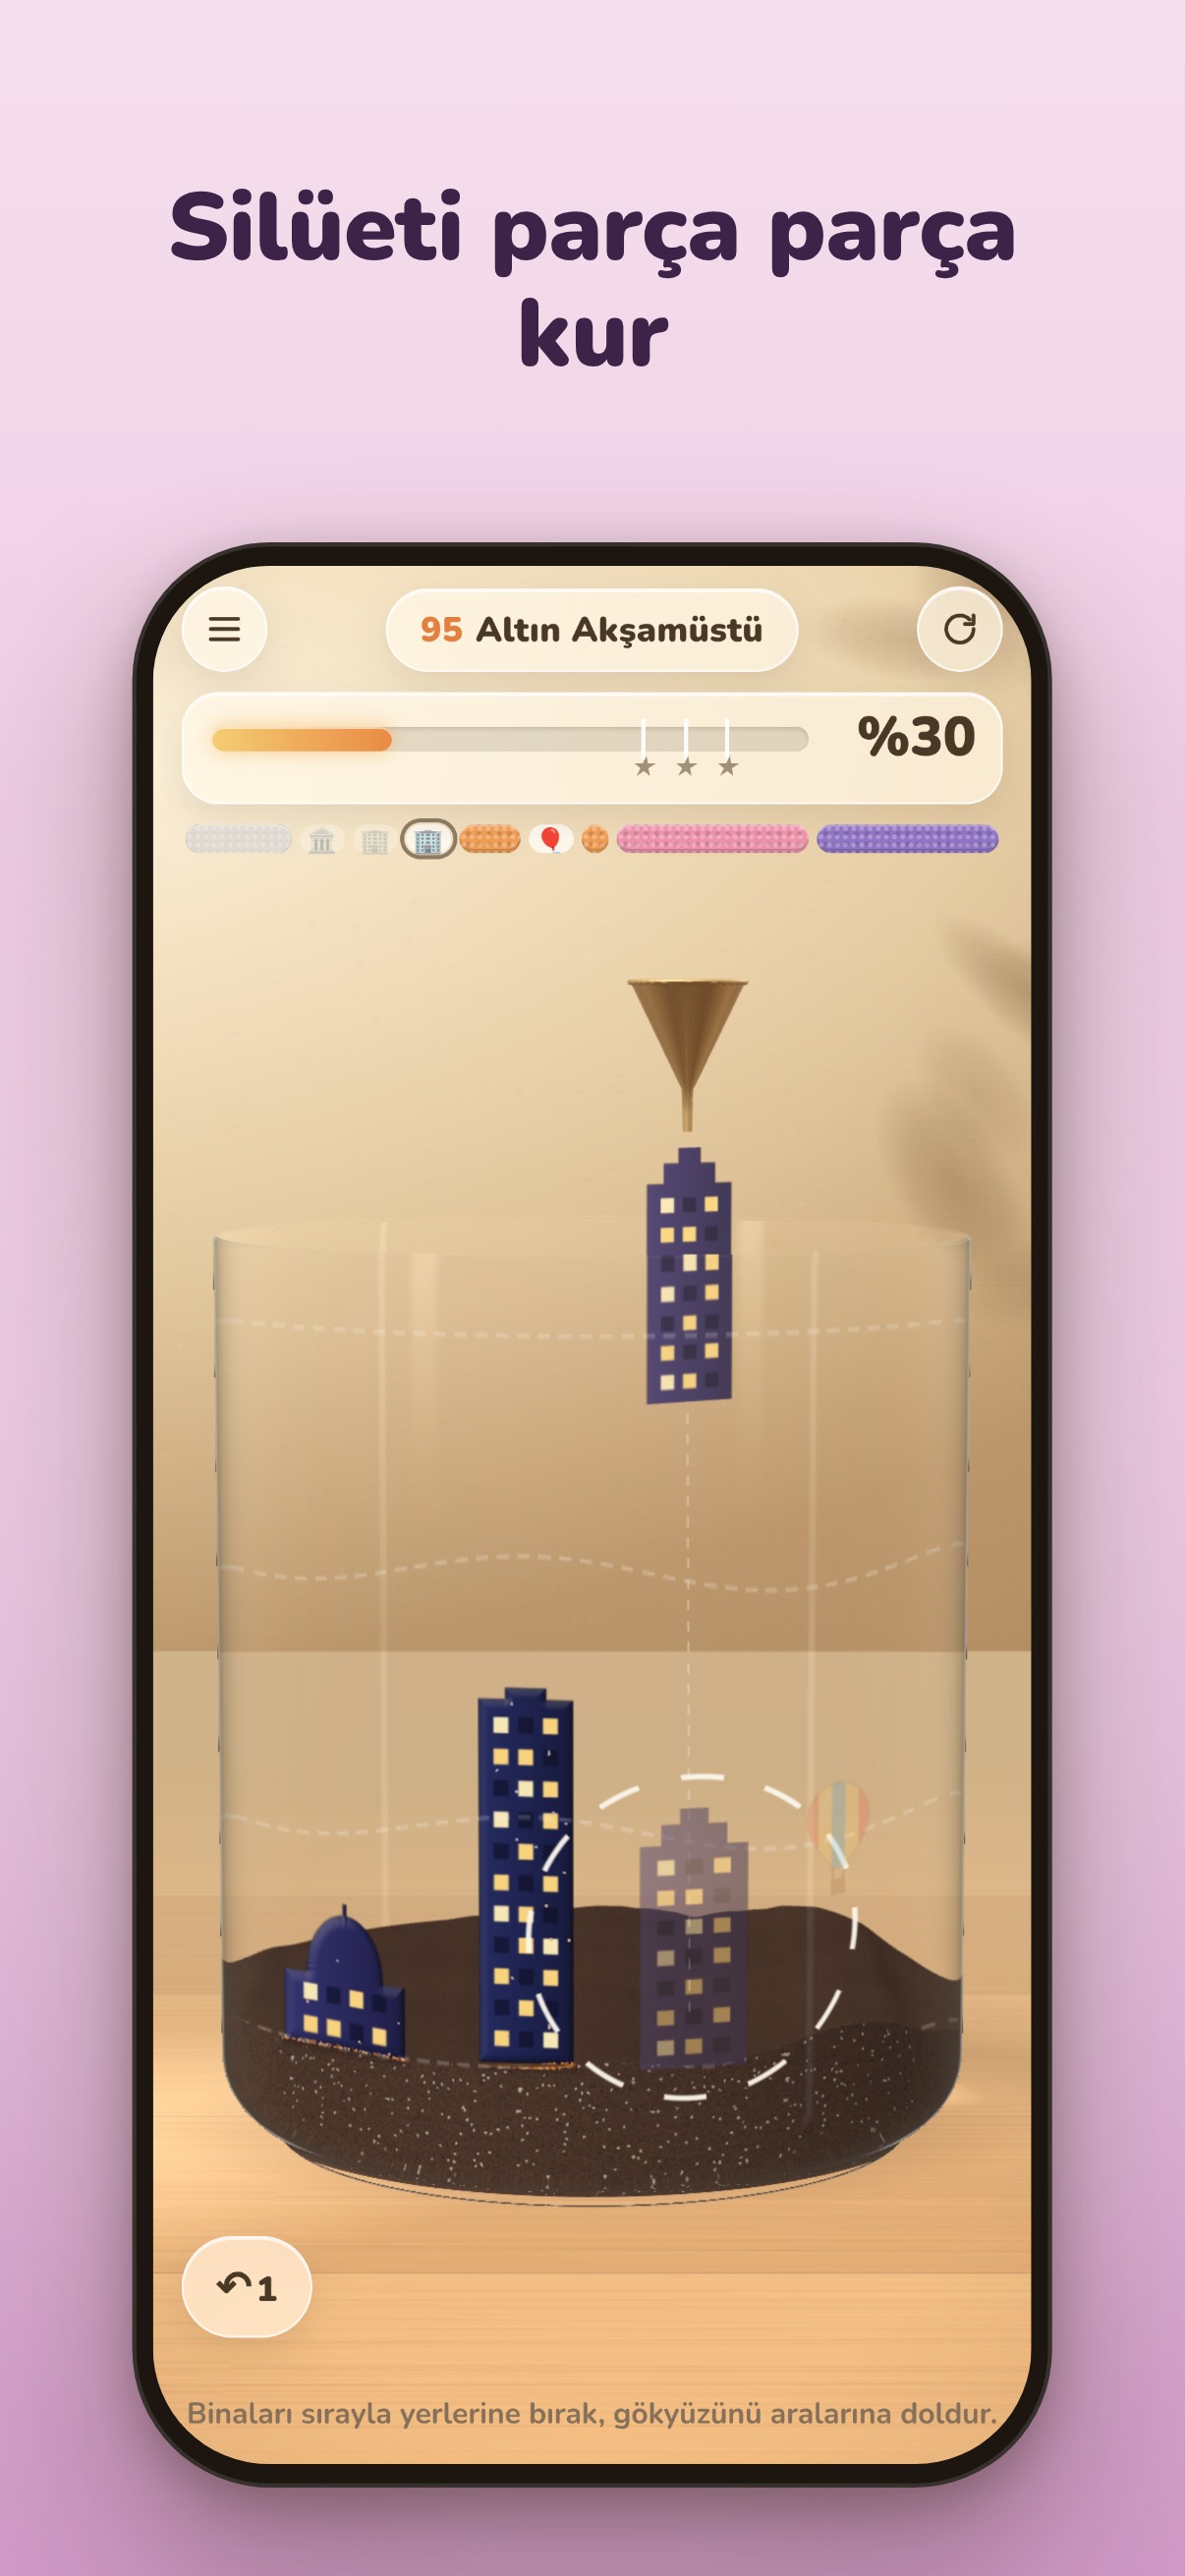 Silüeti parça parça
kur
95 Altın Akşamüstü
%30
1
Binaları sırayla yerlerine bırak, gökyüzünü aralarına doldur.